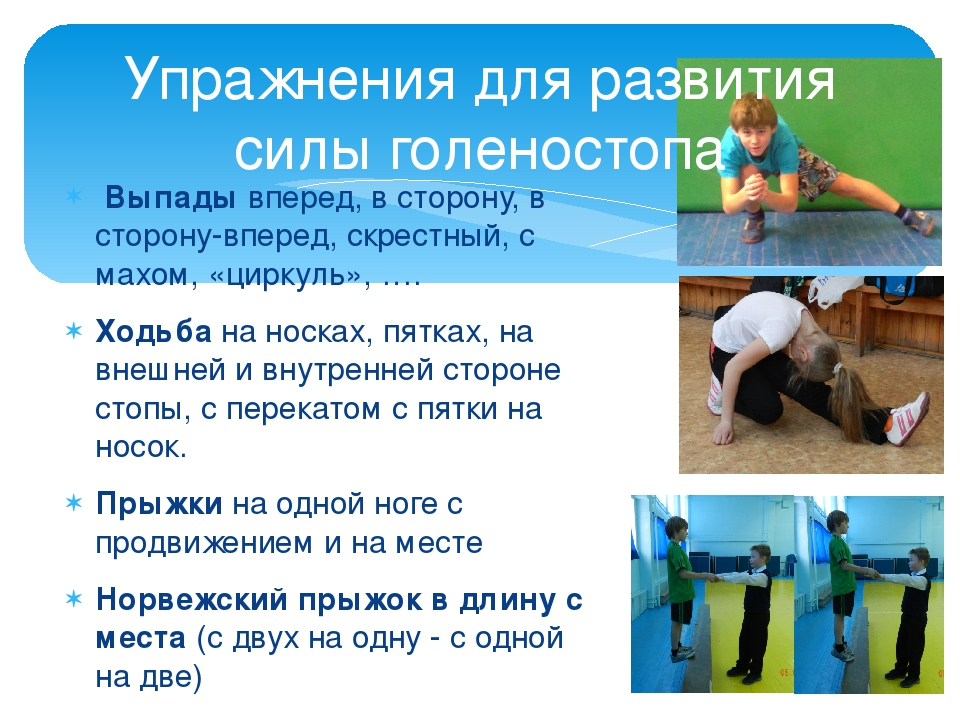 Упражнения для развития
силы голеностопа
Выпады вперед, в сторону, в
сторону-вперед, скрестный, с
махом, «циркуль», ….
Ходьба на носках, пятках, на
внешней и внутренней стороне
стопы, с перекатом с пятки на
носок.
Прыжки на одной ноге с
продвижением и на месте
Норвежский прыжок в длину с
места (с двух на одну - с одной
на две)